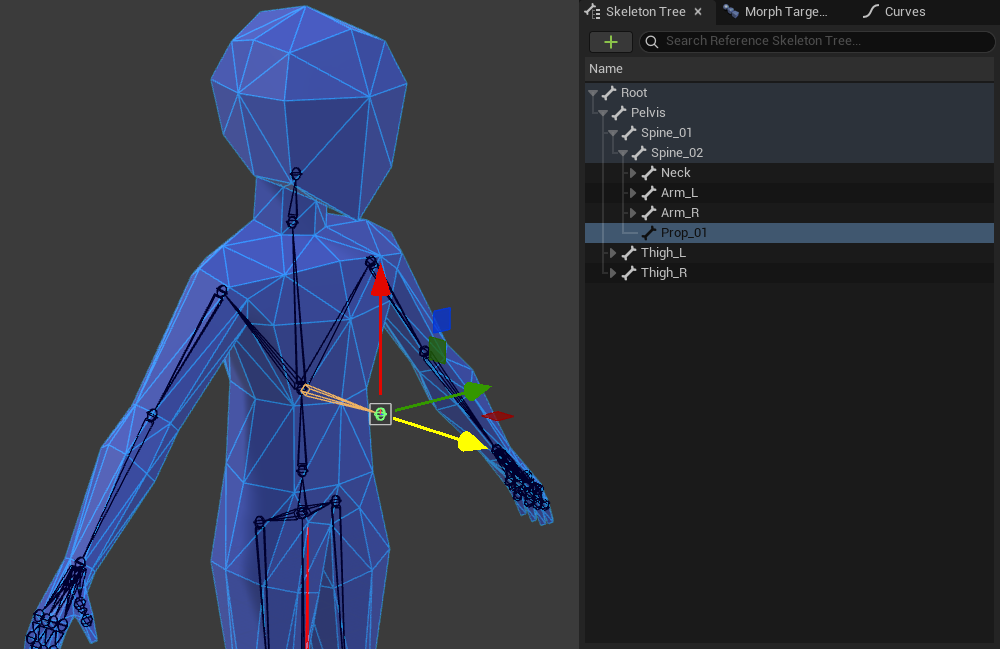 Skeleton Tree
Morph Targe...
Curves
Search Reference Skeleton Tree...
Name
Root
Pelvis
Spine_01
Spine_02
Neck
Arm_L
Arm_R
Prop_01
Thigh_L
Thigh_R